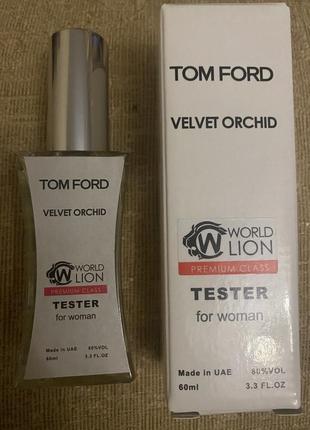 TOM FORD
VELVET ORCHID
WORLD
LION
PREMIUM CLASS
TESTER
for woman
Made in UAE 80%VOL
60ml 3.3 FL.OZ
TOM FORD
VELVET ORCHID
WORLD
LION
PREMIUM CLASS
TESTER
for woman
Made in UAE 80%VOL
60ml 3.3 FL.OZ